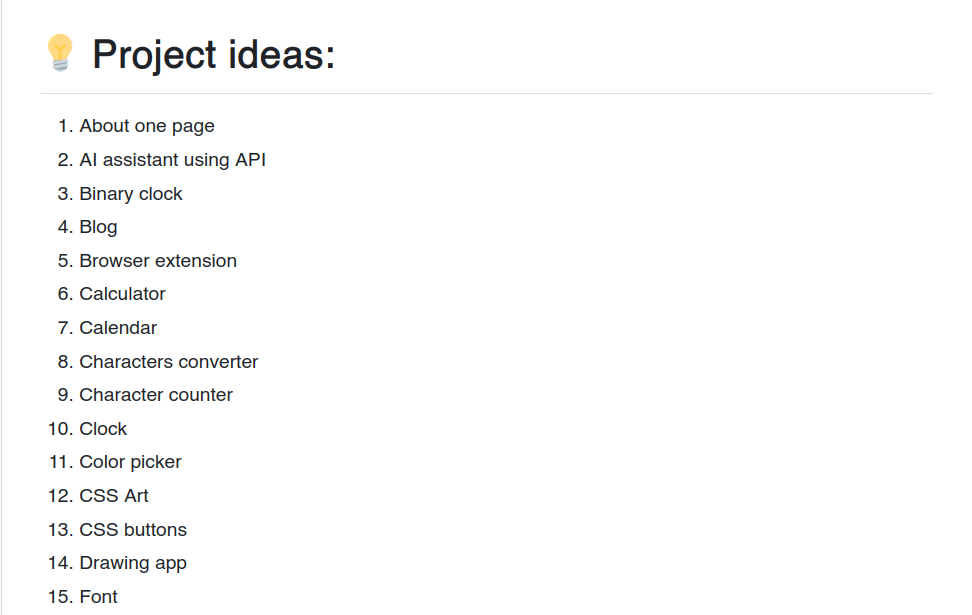 💡 Project ideas:
1. About one page
2. AI assistant using API
3. Binary clock
4. Blog
5. Browser extension
6. Calculator
7. Calendar
8. Characters converter
9. Character counter
10. Clock
11. Color picker
12. CSS Art
13. CSS buttons
14. Drawing app
15. Font